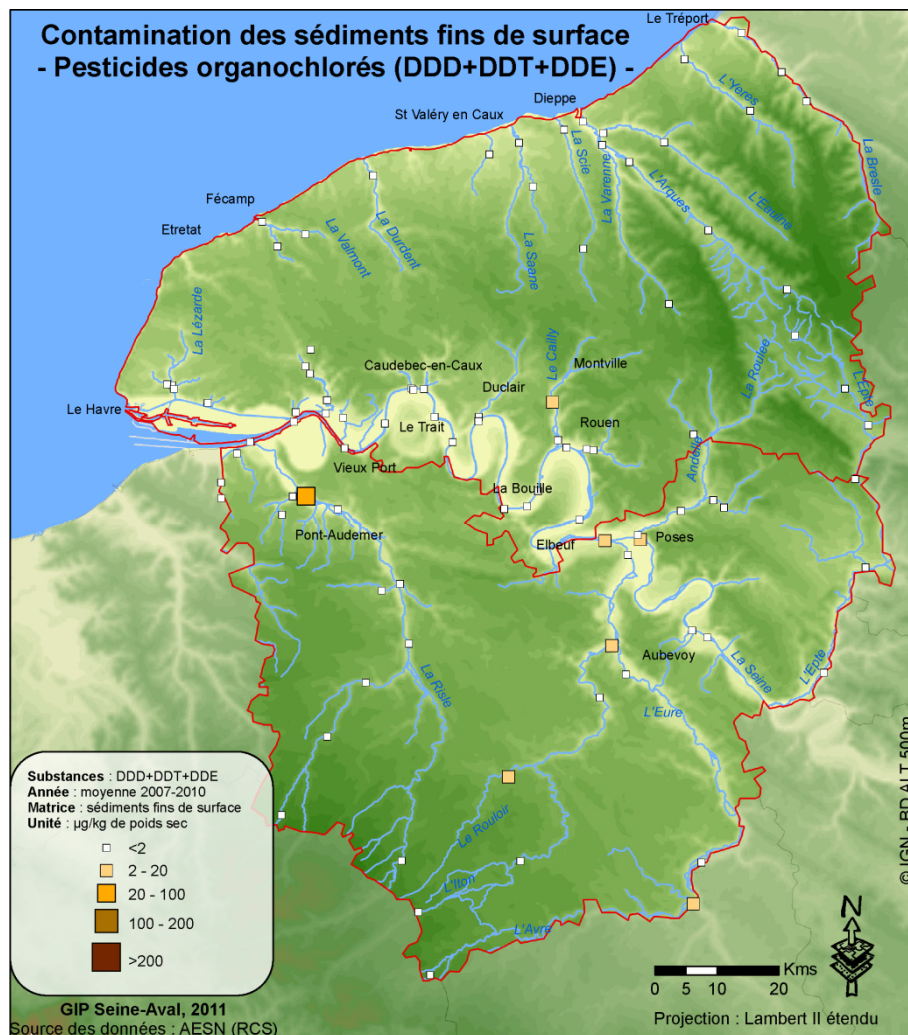 Contamination des sédiments fins de surface
- Pesticides organochlorés (DDD+DDT+DDE) -
Le Tréport
Dieppe
L'Yeres
St Valéry en Caux
La Bresle
La Scie
La Varenne
L'Arques
L'Eaulne
Fécamp
Etretat
La Valmont
La Durdent
La Saane
La Lézarde
Le Cailly
Montville
La Roulee
L'Epte
Caudebec-en-Caux
Duclair
Le Havre
Le Trait
Rouen
Andelle
Vieux Port
La Bouille
Pont-Audemer
Elbeuf
Poses
Aubevoy
La Seine
L'Epte
La Risle
L'Eure
Le Rouloir
L'Iton
L'Avre
Substances : DDD+DDT+DDE
Année : moyenne 2007-2010
Matrice : sédiments fins de surface
Unité : µg/kg de poids sec
<2
2 - 20
20 - 100
100 - 200
>200
© IGN - BD ALT 500m
N
Kms
0 5 10 20
GIP Seine-Aval, 2011
Source des données : AESN (RCS)
Projection : Lambert II étendu